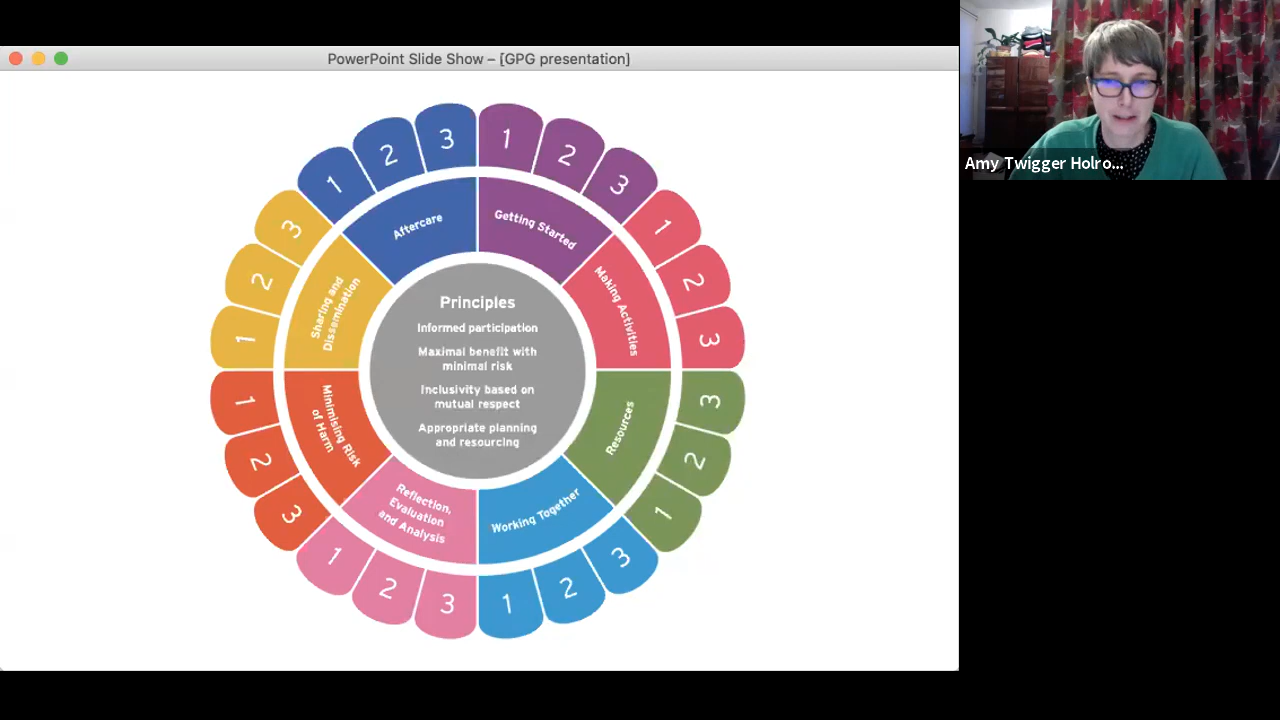 PowerPoint Slide Show – [GPG presentation]
Amy Twigger Holro...
1
2
3
1
2
3
1
2
3
3
2
1
Aftercare
Getting Started
Sharing and
Dissemination
Making Activities
Principles
Informed participation
Maximal benefit with
minimal risk
Inclusivity based on
mutual respect
Appropriate planning
and resourcing
Minimising Risk
of Harm
Resources
Reflection,
Evaluation
and Analysis
Working Together
1
2
3
3
2
1
1
2
3
1
2
3